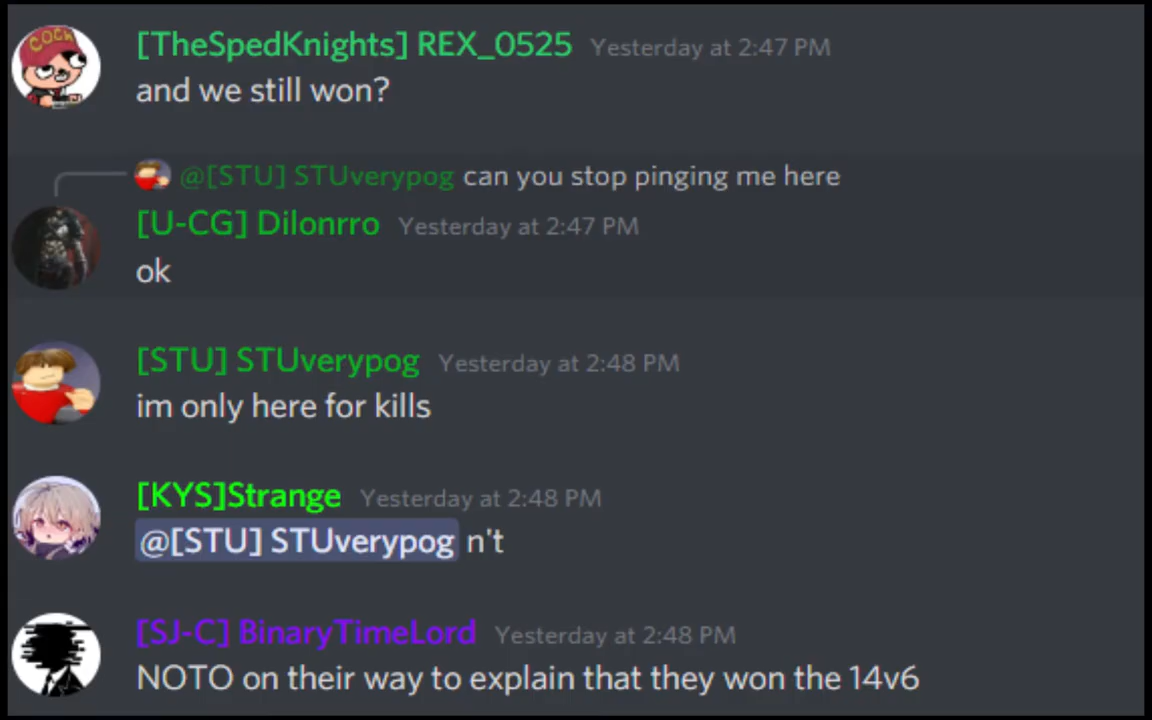 COCK
[TheSpedKnights] REX_0525 Yesterday at 2:47 PM
and we still won?
@[STU] STUverypog can you stop pinging me here
[U-CG] Dilonrro Yesterday at 2:47 PM
ok
[STU] STUverypog Yesterday at 2:48 PM
im only here for kills
[KYS]Strange Yesterday at 2:48 PM
@[STU] STUverypog n't
[SJ-C] BinaryTimeLord Yesterday at 2:48 PM
NOTO on their way to explain that they won the 14v6